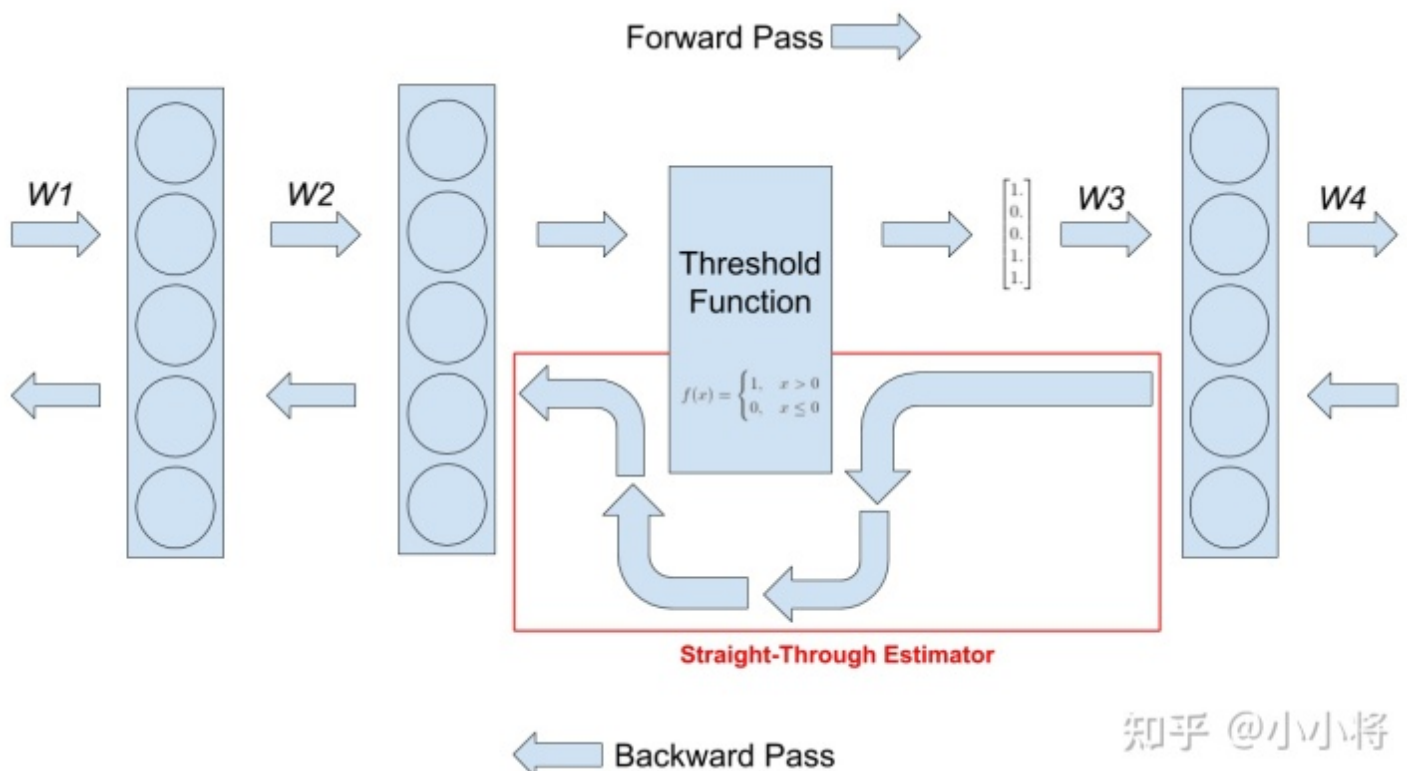 Forward Pass
W1
W2
W3
W4
Threshold
Function
f(x) = {1, x > 0
0, x ≤ 0
[1.
0.
0.
1.
1.]
Straight-Through Estimator
Backward Pass
知乎 @小小将